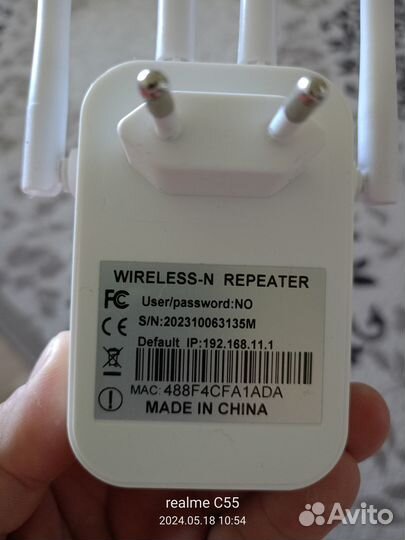 WIRELESS-N REPEATER
FC User/password:NO
CE S/N:202310063135M
Default IP:192.168.11.1
MAC: 488F4CFA1ADA
MADE IN CHINA
realme C55
2024.05.18 10:54
Avito